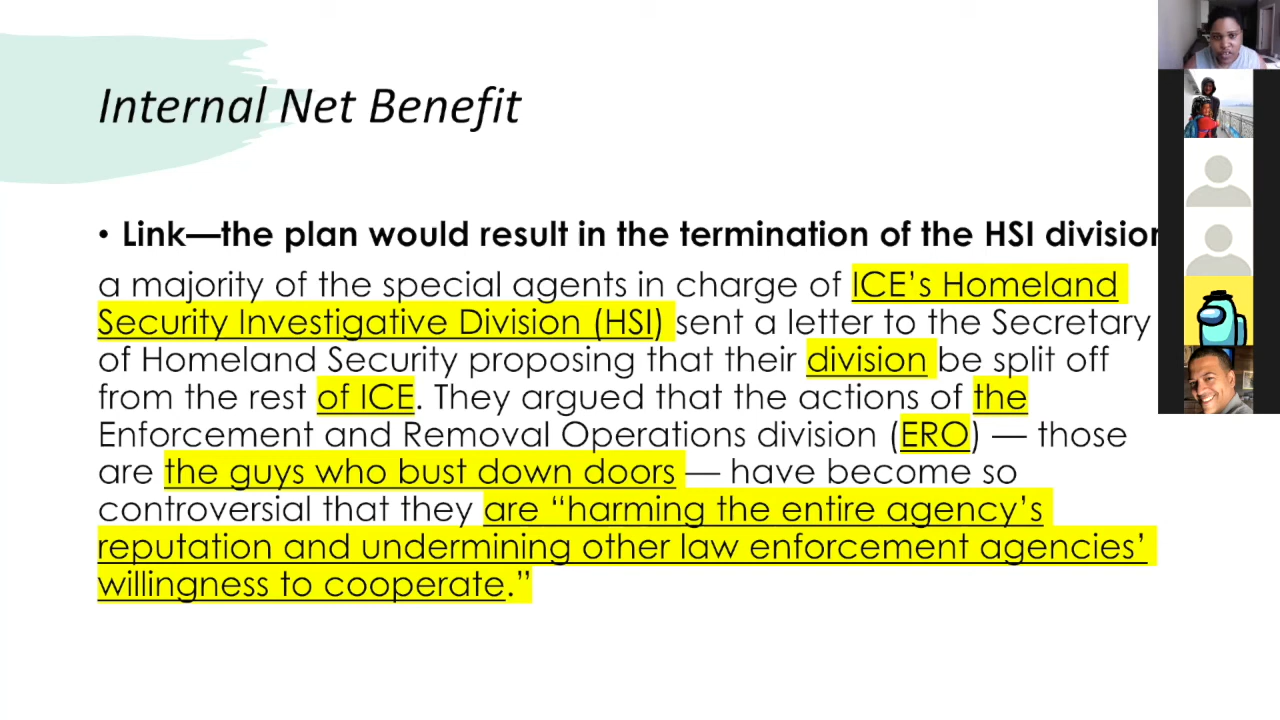 Internal Net Benefit
• Link—the plan would result in the termination of the HSI division
a majority of the special agents in charge of ICE’s Homeland
Security Investigative Division (HSI) sent a letter to the Secretary
of Homeland Security proposing that their division be split off
from the rest of ICE. They argued that the actions of the
Enforcement and Removal Operations division (ERO) — those
are the guys who bust down doors — have become so
controversial that they are “harming the entire agency’s
reputation and undermining other law enforcement agencies’
willingness to cooperate.”